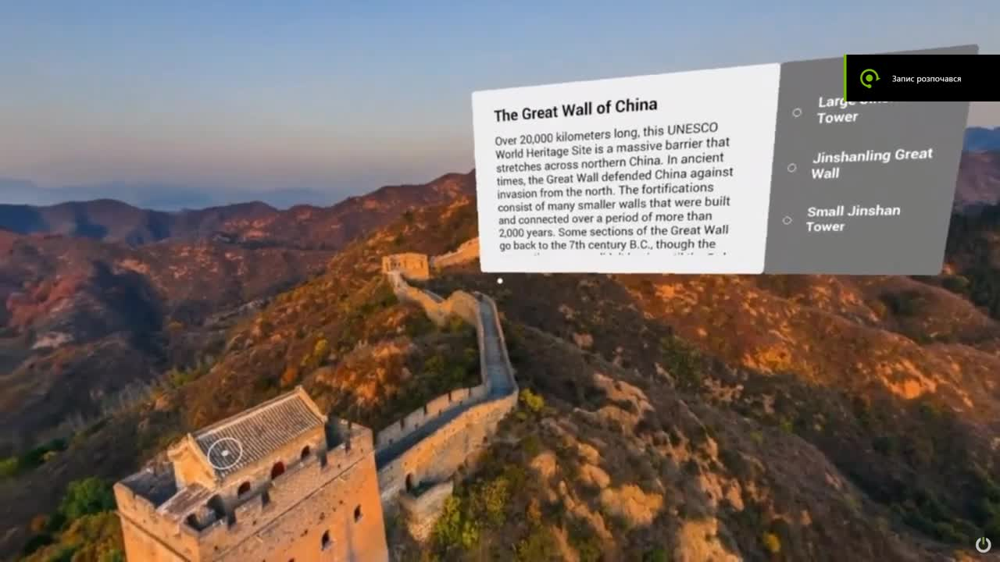 The Great Wall of China
Over 20,000 kilometers long, this UNESCO
World Heritage Site is a massive barrier that
stretches across northern China. In ancient
times, the Great Wall defended China against
invasion from the north. The fortifications
consist of many smaller walls that were built
and connected over a period of more than
2,000 years. Some sections of the Great Wall
go back to the 7th century B.C., though the
Запис розпочався
Large
Tower
Jinshanling Great
Wall
Small Jinshan
Tower